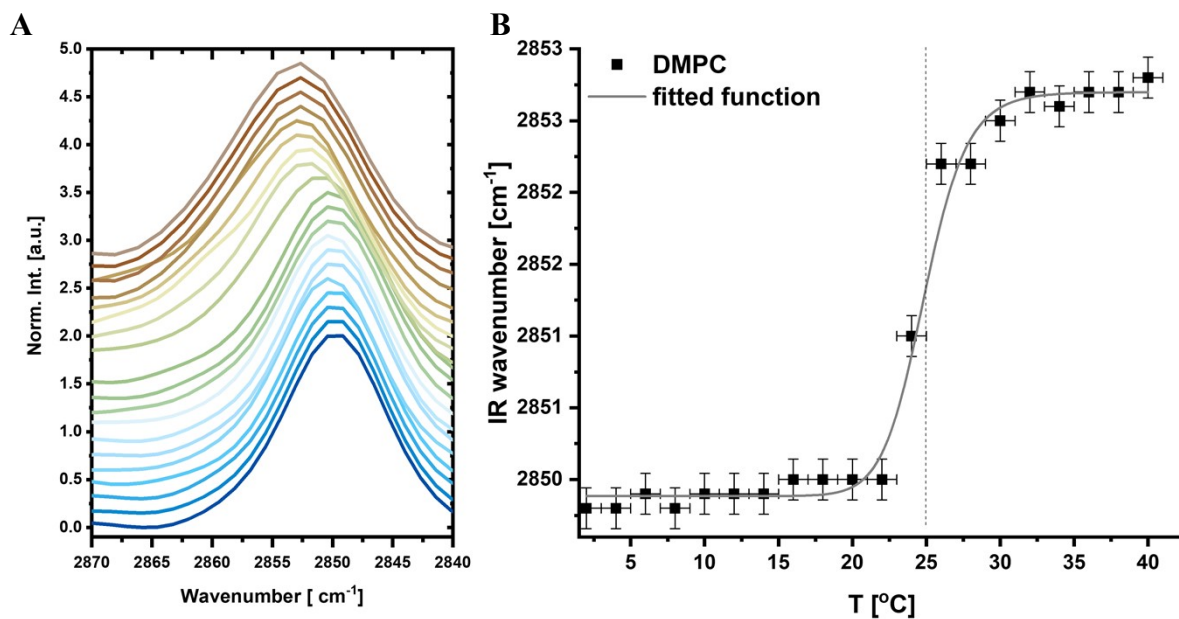 A
5.0
4.5
4.0
3.5
3.0
2.5
2.0
1.5
1.0
0.5
0.0
Norm. Int. [a.u.]
2870 2865 2860 2855 2850 2845 2840
Wavenumber [ cm⁻¹]
B
DMPC
fitted function
2853
2853
2852
2852
2851
2851
2850
IR wavenumber [cm⁻¹]
5 10 15 20 25 30 35 40
T [°C]